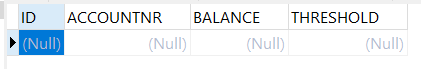 ID ACCOUNTNR BALANCE THRESHOLD
(Null) (Null) (Null) (Null)